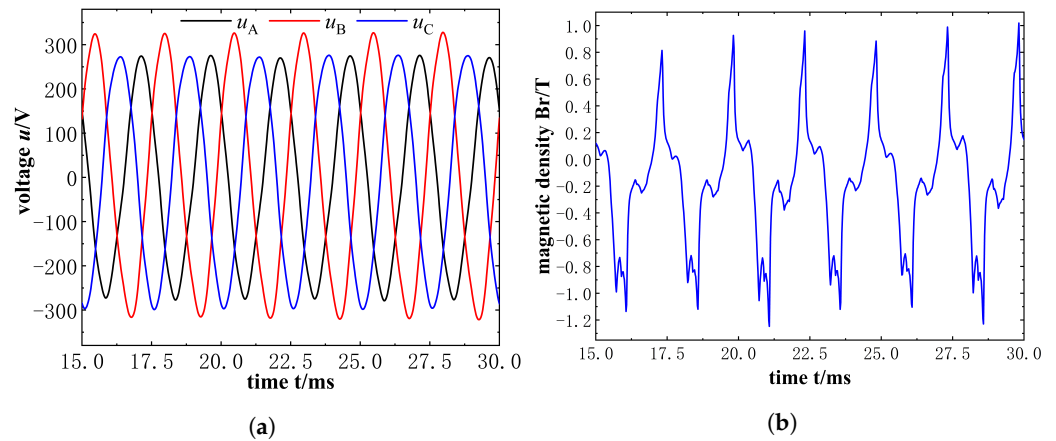 u_A u_B u_C
300
200
100
0
−100
−200
−300
voltage u/V
15.0 17.5 20.0 22.5 25.0 27.5 30.0
time t/ms
(a)
1.0
0.8
0.6
0.4
0.2
0.0
−0.2
−0.4
−0.6
−0.8
−1.0
−1.2
magnetic density Br/T
15.0 17.5 20.0 22.5 25.0 27.5 30.0
time t/ms
(b)